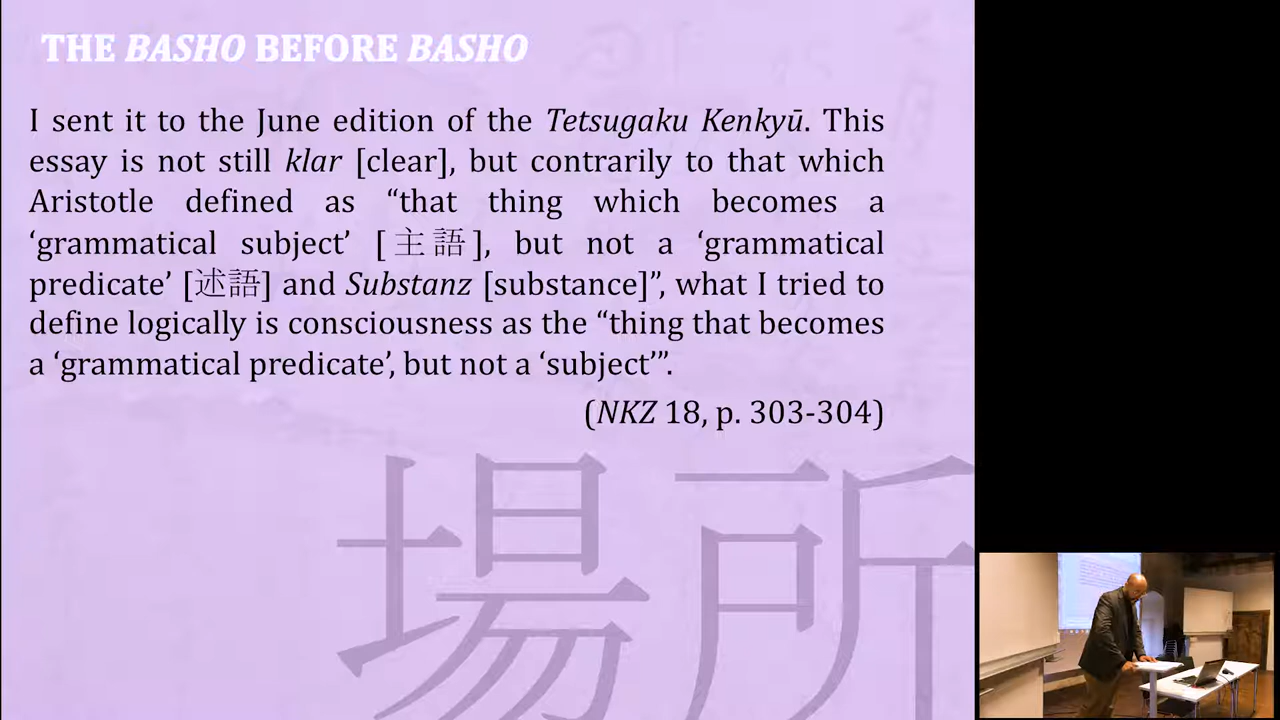 THE BASHO BEFORE BASHO
I sent it to the June edition of the Tetsugaku Kenkyū. This
essay is not still klar [clear], but contrarily to that which
Aristotle defined as “that thing which becomes a
‘grammatical subject’ [主語], but not a ‘grammatical
predicate’ [述語] and Substanz [substance]”, what I tried to
define logically is consciousness as the “thing that becomes
a ‘grammatical predicate’, but not a ‘subject’”.
(NKZ 18, p. 303-304)
場所